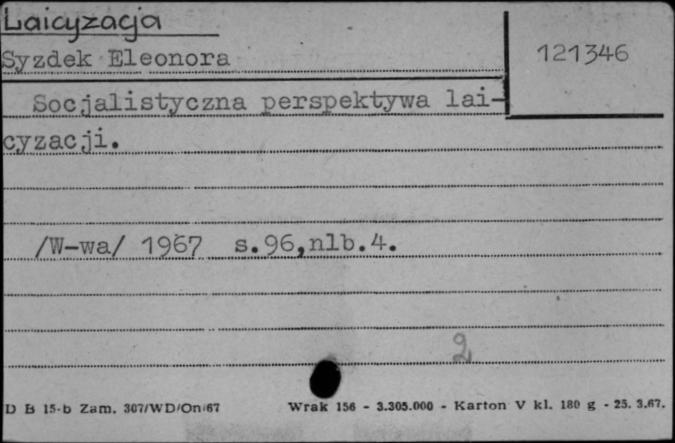 Laicyzacja
Syzdek Eleonora
121346
Socjalistyczna perspektywa lai-
cyzacji.
/W-wa/ 1967 s.96,nlb.4.
2
D B 15-b Zam. 307/WD/On/67 Wrak 156 - 3.305.000 - Karton V kl. 180 g - 25. 3.67.